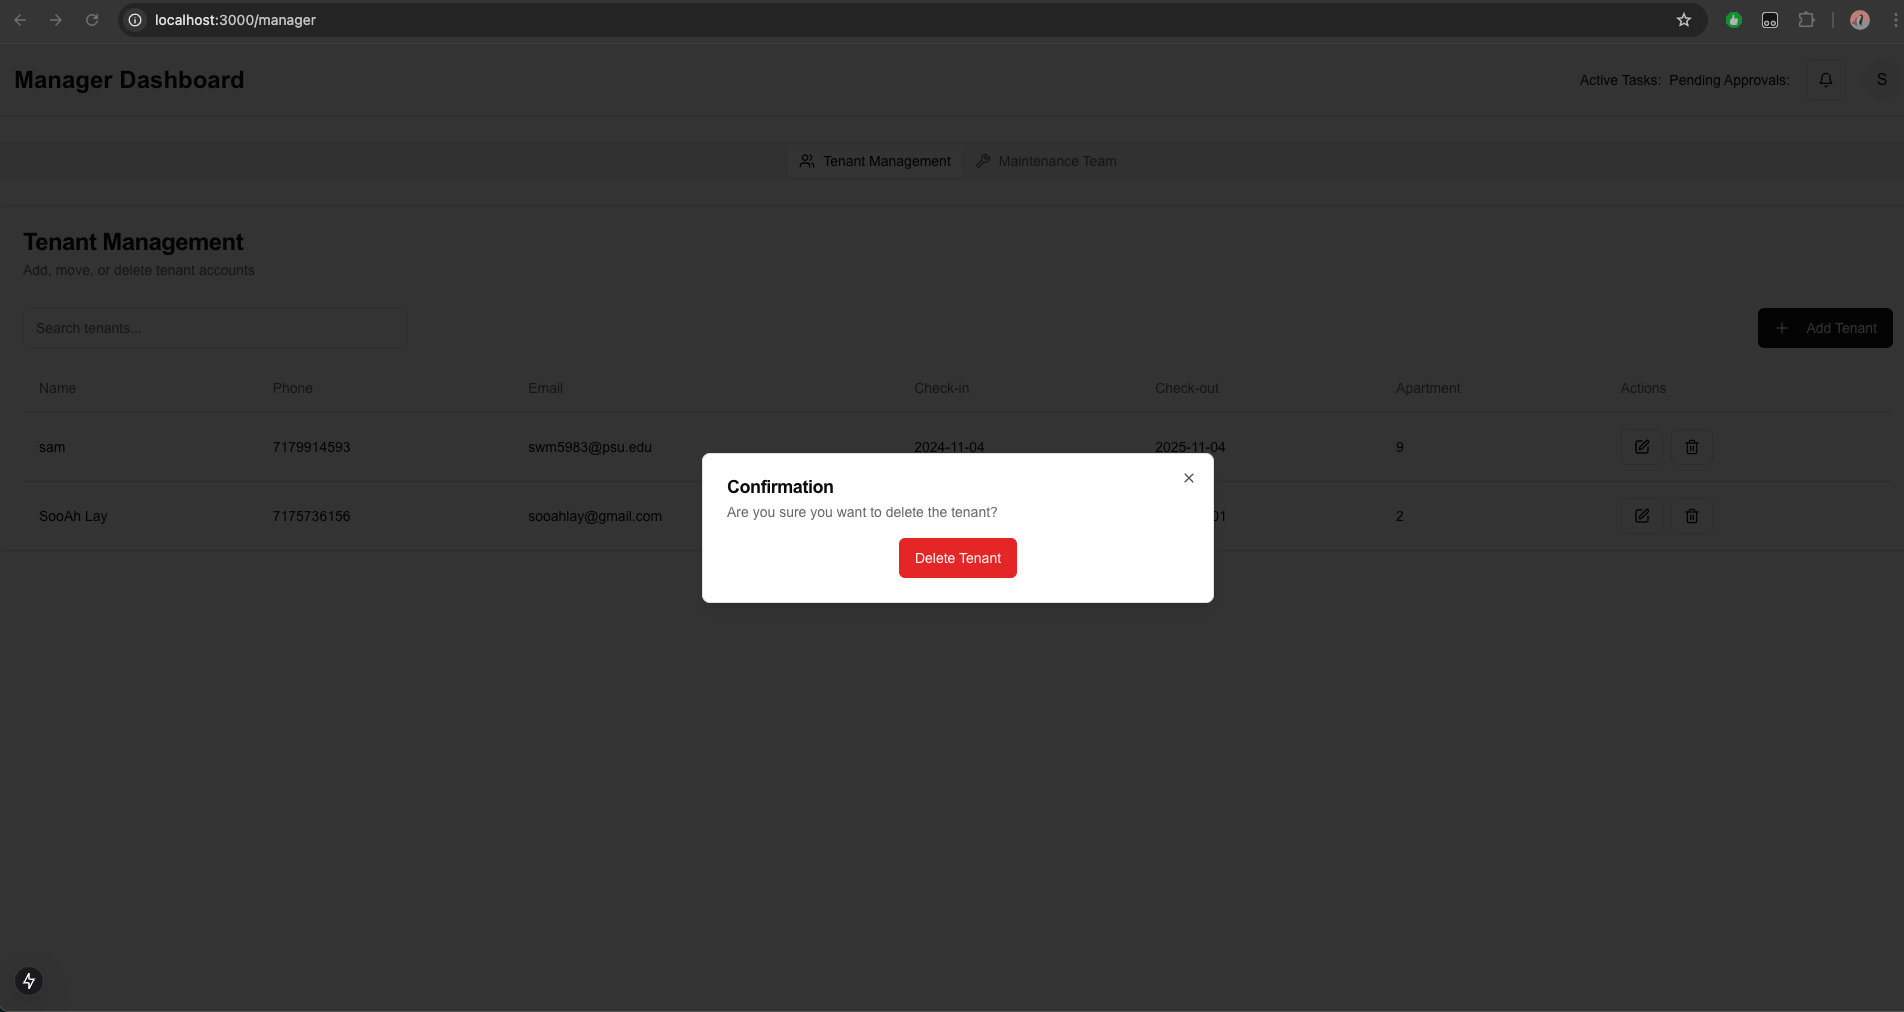 localhost:3000/manager
Manager Dashboard
Active Tasks: Pending Approvals:
S
Tenant Management
Maintenance Team
Tenant Management
Add, move, or delete tenant accounts
Search tenants...
+ Add Tenant
Name Phone Email Check-in Check-out Apartment Actions
sam 7179914593 swm5983@psu.edu 2024-11-04 2025-11-04 9
SooAh Lay 7175736156 sooahlay@gmail.com 01 2
Confirmation
Are you sure you want to delete the tenant?
Delete Tenant